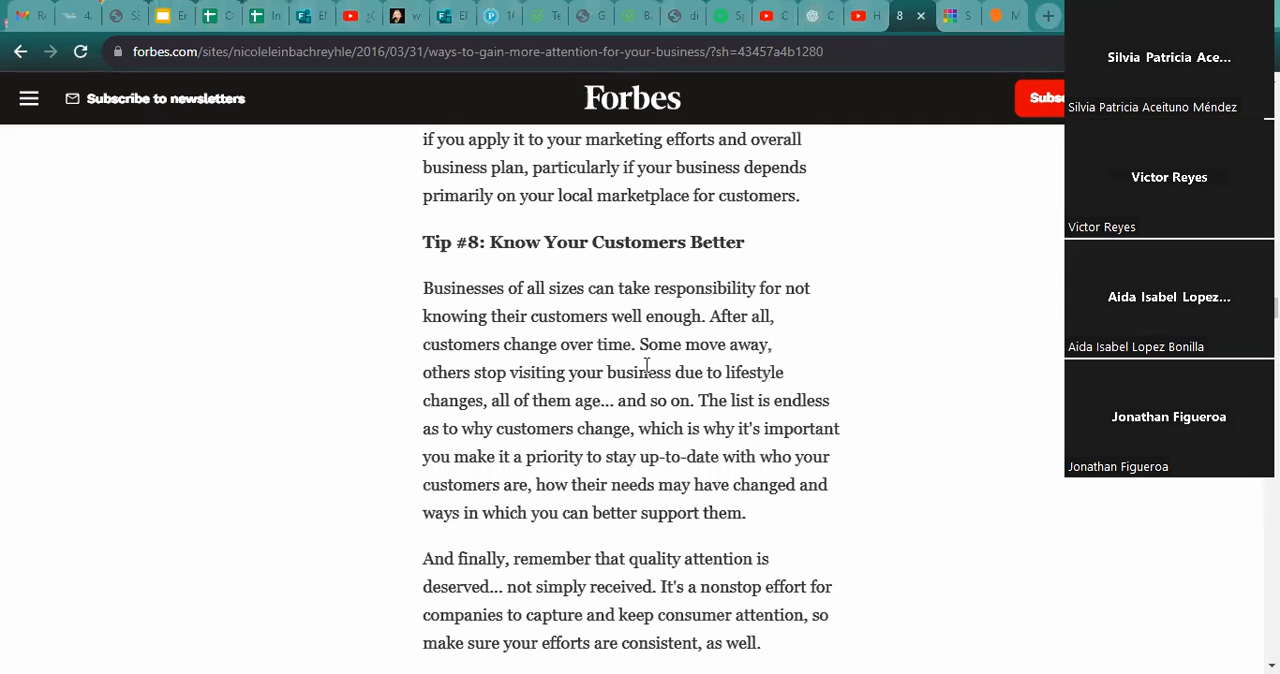 forbes.com/sites/nicoleleinbachreyhle/2016/03/31/ways-to-gain-more-attention-for-your-business/?sh=43457a4b1280
Subscribe to newsletters
Forbes
if you apply it to your marketing efforts and overall
business plan, particularly if your business depends
primarily on your local marketplace for customers.
Tip #8: Know Your Customers Better
Businesses of all sizes can take responsibility for not
knowing their customers well enough. After all,
customers change over time. Some move away,
others stop visiting your business due to lifestyle
changes, all of them age... and so on. The list is endless
as to why customers change, which is why it's important
you make it a priority to stay up-to-date with who your
customers are, how their needs may have changed and
ways in which you can better support them.
And finally, remember that quality attention is
deserved... not simply received. It's a nonstop effort for
companies to capture and keep consumer attention, so
make sure your efforts are consistent, as well.
Silvia Patricia Ace...
Silvia Patricia Aceituno Méndez
Victor Reyes
Victor Reyes
Aida Isabel Lopez...
Aida Isabel Lopez Bonilla
Jonathan Figueroa
Jonathan Figueroa